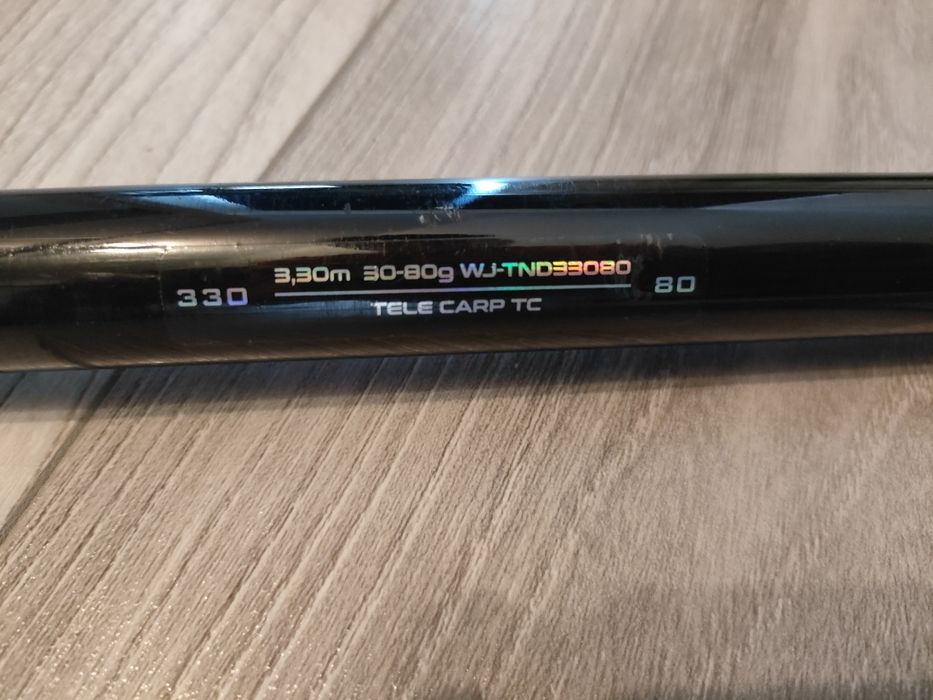 3,30m 30-80g WJ-TND33080
330 80
TELE CARP TC